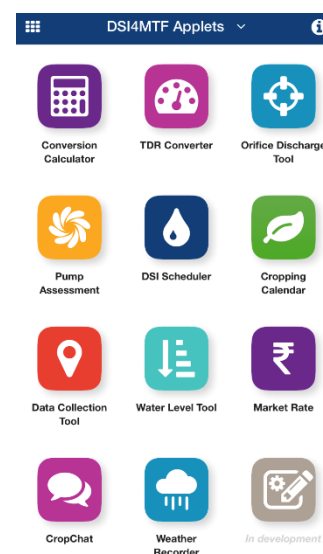 DSI4MTF Applets
Conversion Calculator
TDR Converter
Orifice Discharge Tool
Pump Assessment
DSI Scheduler
Cropping Calendar
Data Collection Tool
Water Level Tool
₹
Market Rate
CropChat
Weather Recorder
In development